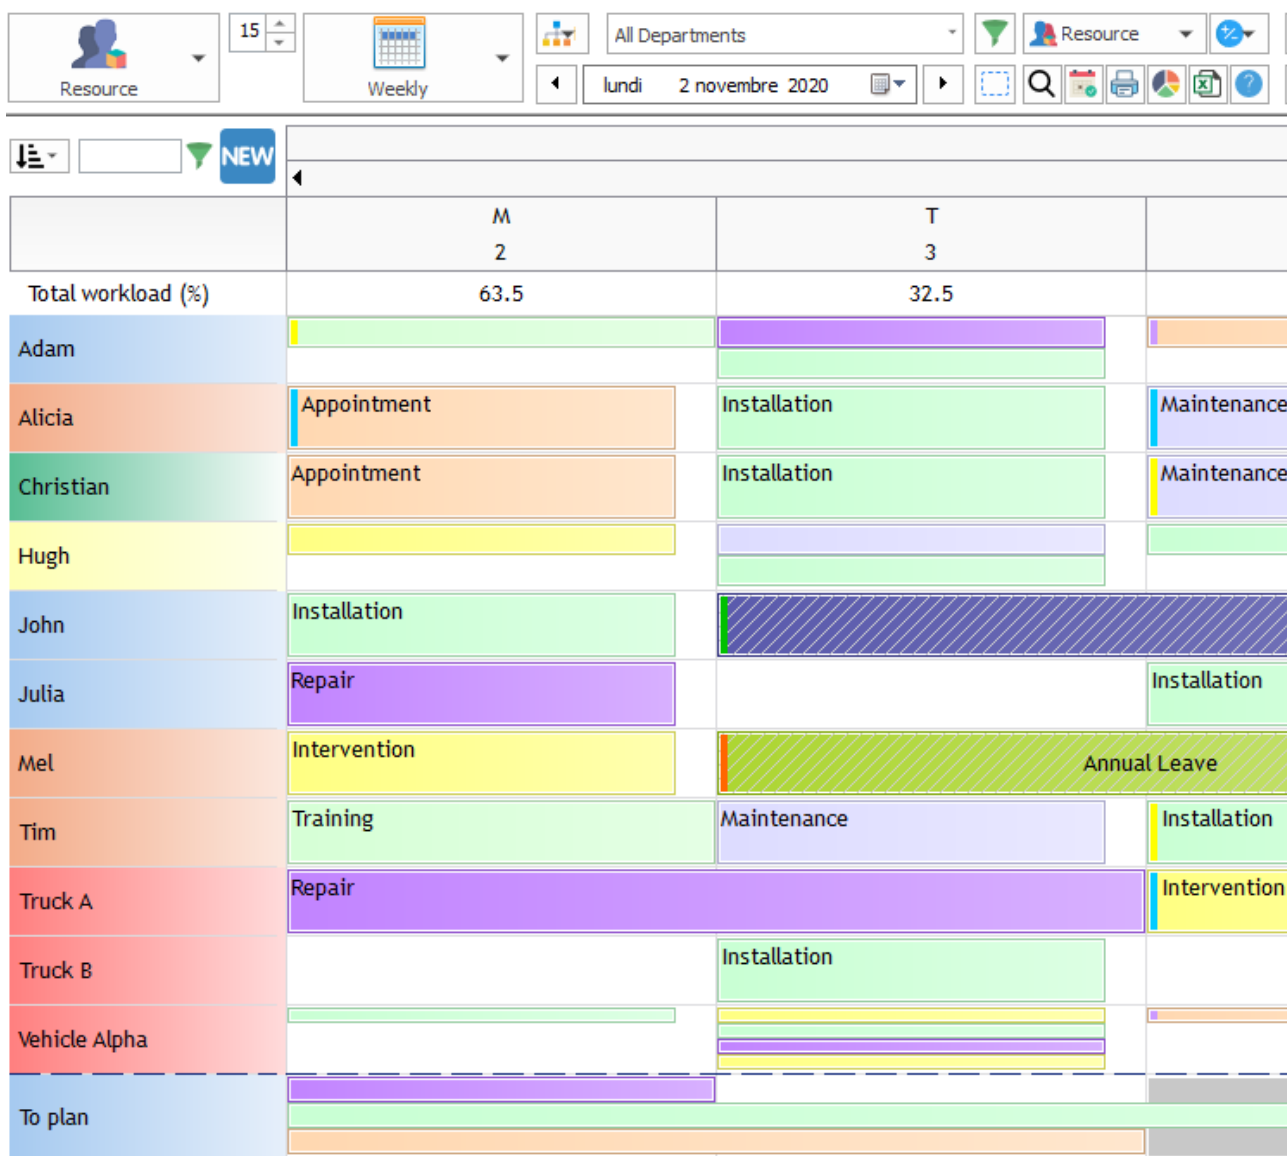 15
All Departments
Resource
Resource
Weekly
lundi 2 novembre 2020
NEW
M T
2 3
Total workload (%) 63.5 32.5
Adam
Alicia Appointment Installation Maintenance
Christian Appointment Installation Maintenance
Hugh
John Installation
Julia Repair Installation
Mel Intervention Annual Leave
Tim Training Maintenance Installation
Truck A Repair Intervention
Truck B Installation
Vehicle Alpha
To plan